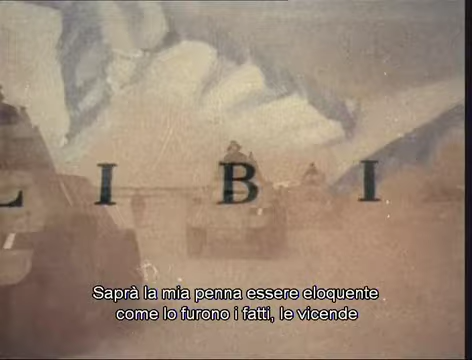 L I B I
Saprà la mia penna essere eloquente
come lo furono i fatti, le vicende